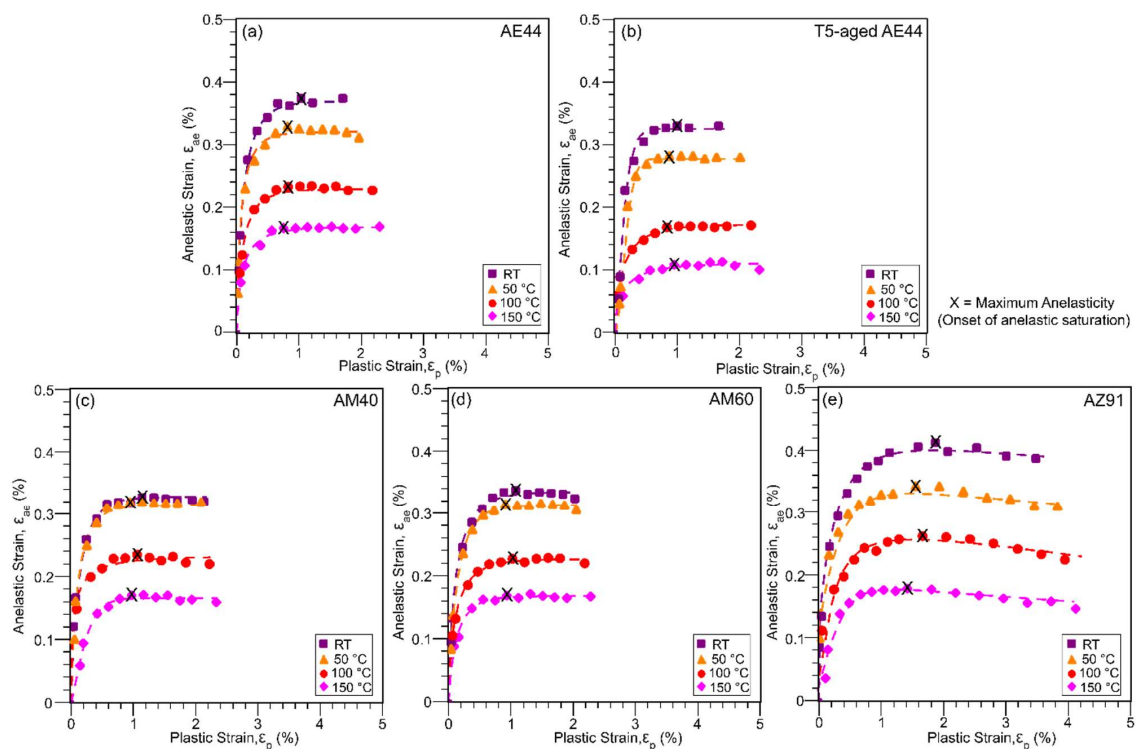 (a)
AE44
0.5
0.4
0.3
0.2
0.1
0
Anelastic Strain, εae (%)
RT
50 °C
100 °C
150 °C
0 1 2 3 4 5
Plastic Strain,εp (%)
(b)
T5-aged AE44
0.5
0.4
0.3
0.2
0.1
0
Anelastic Strain, εae (%)
RT
50 °C
100 °C
150 °C
0 1 2 3 4 5
Plastic Strain,εp (%)
X = Maximum Anelasticity
(Onset of anelastic saturation)
(c)
AM40
0.5
0.4
0.3
0.2
0.1
0
Anelastic Strain, εae (%)
RT
50 °C
100 °C
150 °C
0 1 2 3 4 5
Plastic Strain,εp (%)
(d)
AM60
0.5
0.4
0.3
0.2
0.1
0
Anelastic Strain, εae (%)
RT
50 °C
100 °C
150 °C
0 1 2 3 4 5
Plastic Strain,εp (%)
(e)
AZ91
0.5
0.4
0.3
0.2
0.1
0
Anelastic Strain, εae (%)
RT
50 °C
100 °C
150 °C
0 1 2 3 4 5
Plastic Strain,εp (%)